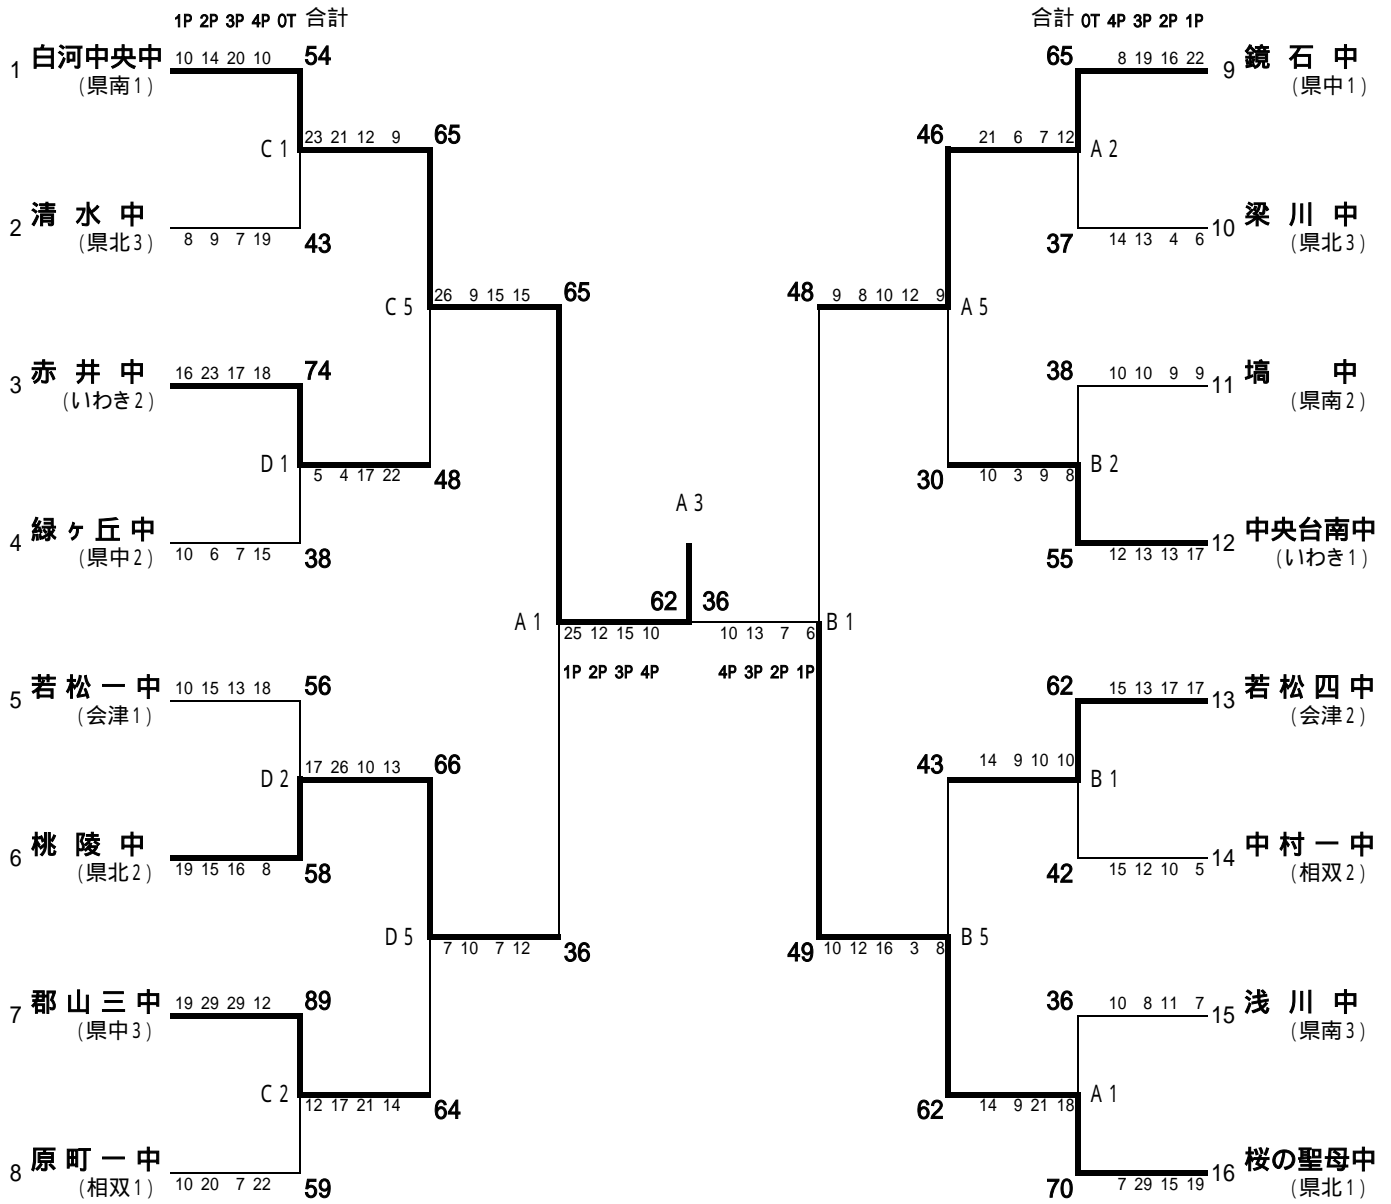 1P 2P 3P 4P OT 合計
合計 OT 4P 3P 2P 1P
1 白河中央中 10 14 20 10 54
(県南1)
C1 23 21 12 9 65
2 清水中
(県北3) 8 9 7 19 43
C5 26 9 15 15 65
3 赤井中 16 23 17 18 74
(いわき2)
D1 5 4 17 22 48
4 緑ヶ丘中
(県中2) 10 6 7 15 38
A1 25 12 15 10 62
1P 2P 3P 4P
5 若松一中 10 15 13 18 56
(会津1)
D2 17 26 10 13 66
6 桃陵中
(県北2) 19 15 16 8 58
D5 7 10 7 12 36
7 郡山三中 19 29 29 12 89
(県中3)
C2 12 17 21 14 64
8 原町一中
(相双1) 10 20 7 22 59
A3
65 8 19 16 22 9 鏡石中
(県中1)
46 21 6 7 12 A2
37 14 13 4 6 10 梁川中
(県北3)
48 9 8 10 12 9 A5
38 10 10 9 9 11 塙中
(県南2)
30 10 3 9 8 B2
55 12 13 13 17 12 中央台南中
(いわき1)
36 10 13 7 6 B1
4P 3P 2P 1P
62 15 13 17 17 13 若松四中
(会津2)
43 14 9 10 10 B1
42 15 12 10 5 14 中村一中
(相双2)
49 10 12 16 3 8 B5
36 10 8 11 7 15 浅川中
(県南3)
62 14 9 21 18 A1
70 7 29 15 19 16 桜の聖母中
(県北1)